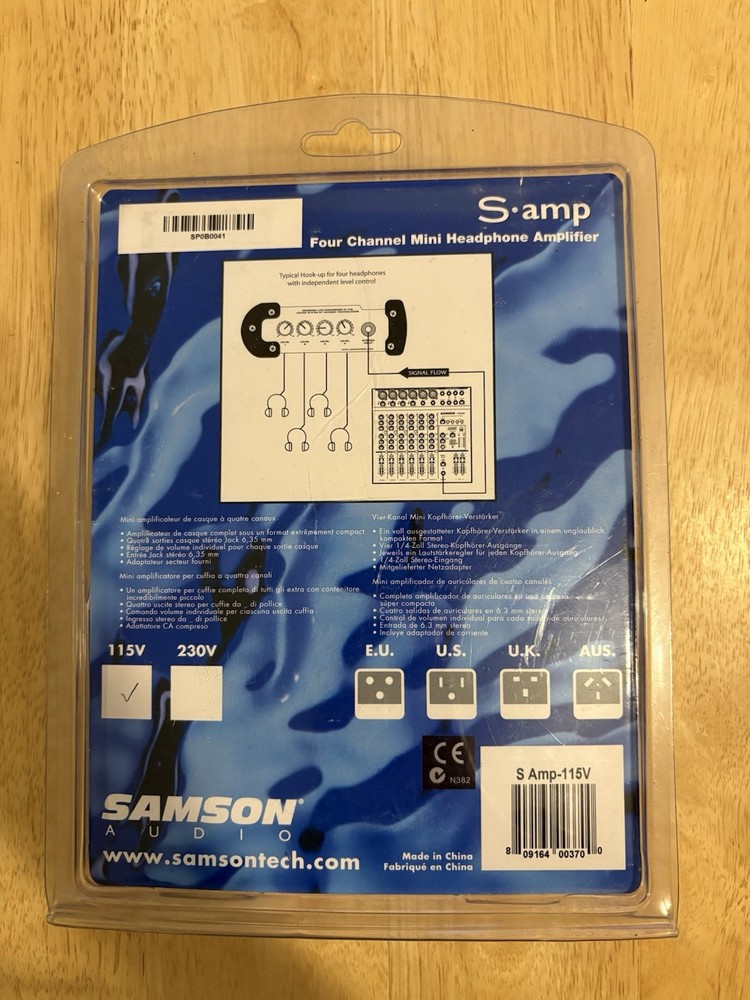 SP0B0041
S·amp
Four Channel Mini Headphone Amplifier
Typical Hook-up for four headphones
with independent level control
SIGNAL FLOW
Mini amplificateur de casque à quatre canaux
• Amplificateur de casque complet sous un format extrêmement compact
• Quatre sorties casque stéréo Jack 6,35 mm
• Réglage de volume individuel pour chaque sortie casque
• Entrée Jack stéréo 6,35 mm
• Adaptateur secteur fourni
Mini amplificatore per cuffia a quattro canali
• Un amplificatore per cuffie completo di tutti gli extra con contenitore
incredibilmente piccolo
• Quattro uscite stereo per cuffie da _ di pollice
• Comando volume individuale per ciascuna uscita cuffia
• Ingresso stereo da _ di pollice
• Adattatore CA compreso
Vier-Kanal Mini Kopfhörer-Verstärker
• Ein voll ausgestatteter Kopfhörer-Verstärker in einem unglaublich
kompakten Format
• Vier 1/4-Zoll Stereo-Kopfhörer-Ausgänge
• Jeweils ein Lautstärkeregler für jeden Kopfhörer-Ausgang
• 1/4-Zoll Stereo-Eingang
• Mitgelieferter Netzadapter
Mini amplificador de auriculares de cuatro canales
• Completo amplificador de auriculares en una carcasa
súper compacta
• Cuatro salidas de auriculares en 6.3 mm stereo
• Control de volumen individual para cada salida de auriculares
• Entrada de 6.3 mm stereo
• Incluye adaptador de corriente
115V 230V E.U. U.S. U.K. AUS.
CE
N382
S Amp-115V
8 09164 00370 0
SAMSON®
AUDIO
www.samsontech.com
Made in China
Fabriqué en China